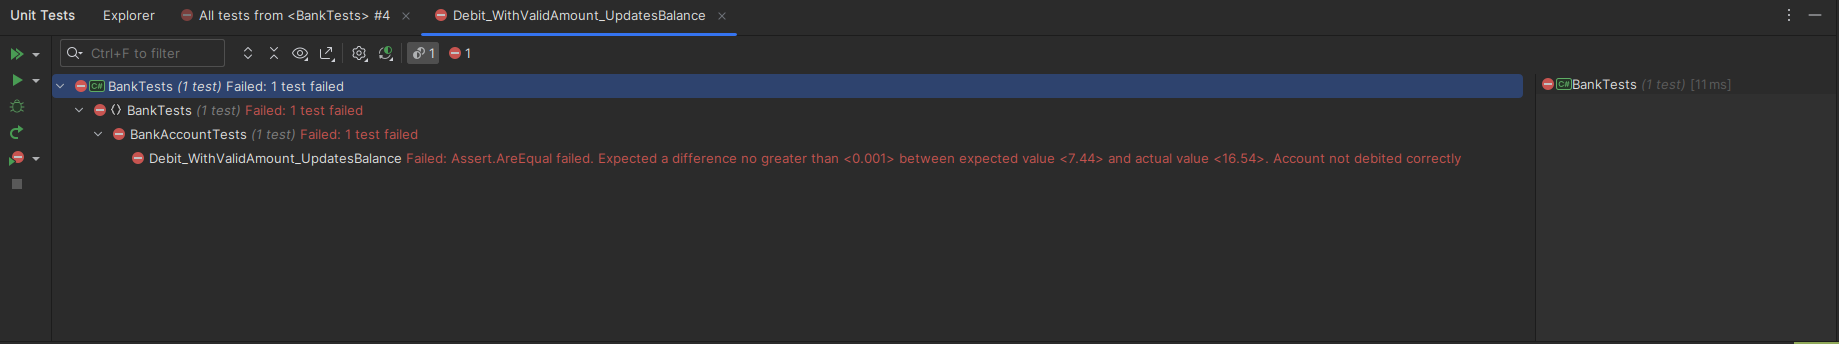 Unit Tests Explorer All tests from <BankTests> #4 Debit_WithValidAmount_UpdatesBalance
Ctrl+F to filter 1 1
C# BankTests (1 test) Failed: 1 test failed
C# BankTests (1 test) [11 ms]
BankTests (1 test) Failed: 1 test failed
BankAccountTests (1 test) Failed: 1 test failed
Debit_WithValidAmount_UpdatesBalance Failed: Assert.AreEqual failed. Expected a difference no greater than <0.001> between expected value <7.44> and actual value <16.54>. Account not debited correctly